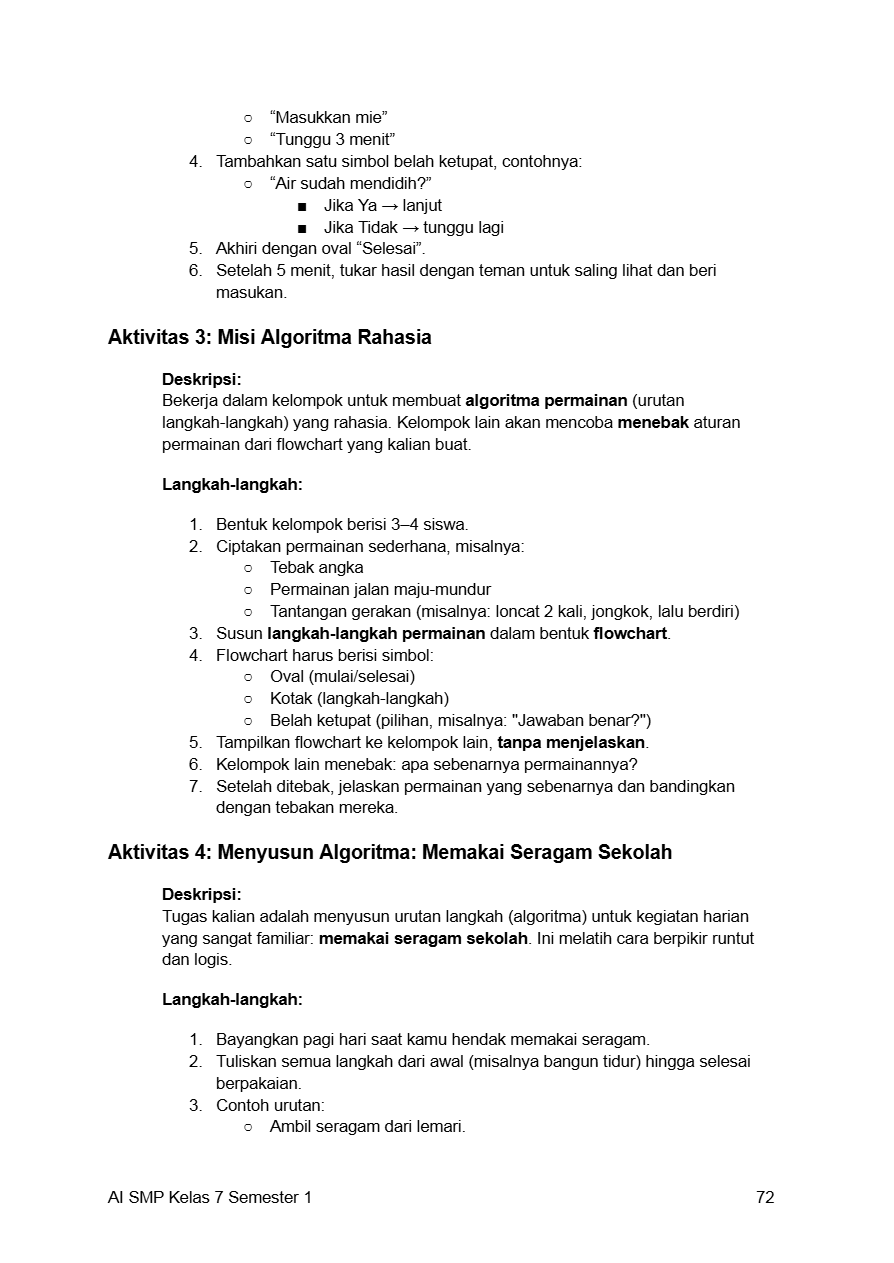 ○ “Masukkan mie”
○ “Tunggu 3 menit”
4. Tambahkan satu simbol belah ketupat, contohnya:
○ “Air sudah mendidih?”
■ Jika Ya → lanjut
■ Jika Tidak → tunggu lagi
5. Akhiri dengan oval “Selesai”.
6. Setelah 5 menit, tukar hasil dengan teman untuk saling lihat dan beri
masukan.
Aktivitas 3: Misi Algoritma Rahasia
Deskripsi:
Bekerja dalam kelompok untuk membuat algoritma permainan (urutan
langkah-langkah) yang rahasia. Kelompok lain akan mencoba menebak aturan
permainan dari flowchart yang kalian buat.
Langkah-langkah:
1. Bentuk kelompok berisi 3–4 siswa.
2. Ciptakan permainan sederhana, misalnya:
○ Tebak angka
○ Permainan jalan maju-mundur
○ Tantangan gerakan (misalnya: loncat 2 kali, jongkok, lalu berdiri)
3. Susun langkah-langkah permainan dalam bentuk flowchart.
4. Flowchart harus berisi simbol:
○ Oval (mulai/selesai)
○ Kotak (langkah-langkah)
○ Belah ketupat (pilihan, misalnya: "Jawaban benar?")
5. Tampilkan flowchart ke kelompok lain, tanpa menjelaskan.
6. Kelompok lain menebak: apa sebenarnya permainannya?
7. Setelah ditebak, jelaskan permainan yang sebenarnya dan bandingkan
dengan tebakan mereka.
Aktivitas 4: Menyusun Algoritma: Memakai Seragam Sekolah
Deskripsi:
Tugas kalian adalah menyusun urutan langkah (algoritma) untuk kegiatan harian
yang sangat familiar: memakai seragam sekolah. Ini melatih cara berpikir runtut
dan logis.
Langkah-langkah:
1. Bayangkan pagi hari saat kamu hendak memakai seragam.
2. Tuliskan semua langkah dari awal (misalnya bangun tidur) hingga selesai
berpakaian.
3. Contoh urutan:
○ Ambil seragam dari lemari.
AI SMP Kelas 7 Semester 1 72